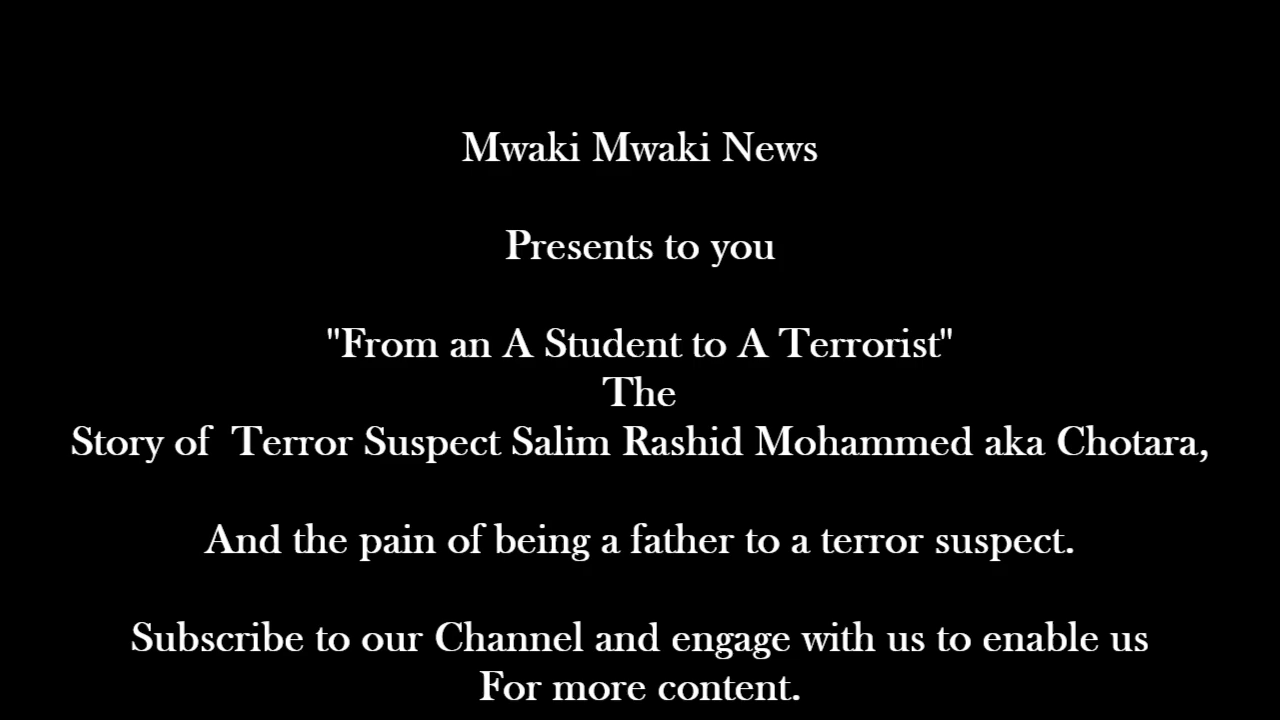 Mwaki Mwaki News
Presents to you
"From an A Student to A Terrorist"
The
Story of  Terror Suspect Salim Rashid Mohammed aka Chotara,
And the pain of being a father to a terror suspect.
Subscribe to our Channel and engage with us to enable us
For more content.